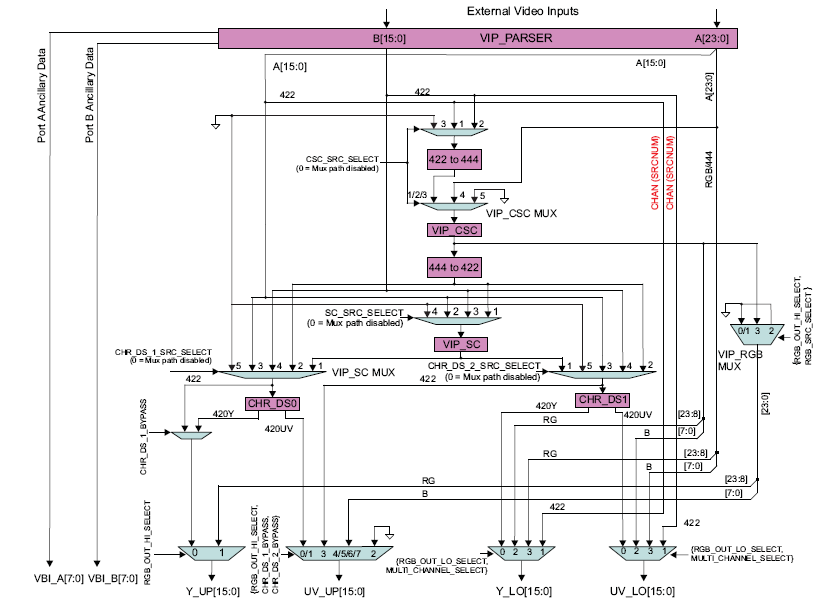 External Video Inputs
B[15:0] VIP_PARSER A[23:0]
A[15:0] A[15:0]
Port A Ancillary Data
Port B Ancillary Data
A[23:0]
422 422
3 1 2
CSC_SRC_SELECT
(0 = Mux path disabled)
422 to 444
CHAN (SRCNUM)
CHAN (SRCNUM)
RGB/444
1/2/3 4 5
VIP_CSC MUX
VIP_CSC
444 to 422
SC_SRC_SELECT
(0 = Mux path disabled)
4 2 3 1
{RGB_OUT_HI_SELECT,
RGB_SRC_SELECT }
0/1 3 2
VIP_RGB
MUX
VIP_SC
CHR_DS_1_SRC_SELECT
(0 = Mux path disabled)
5 3 4 2 1
VIP_SC MUX
CHR_DS_2_SRC_SELECT
(0 = Mux path disabled)
1 5 3 4 2
422
422
CHR_DS0
CHR_DS1
420Y
420UV
420Y
420UV
[23:0]
CHR_DS_1_BYPASS
RG [23:8]
B [7:0]
RG [23:8]
B [7:0]
RG [23:8]
B [7:0]
422
422
RGB_OUT_HI_SELECT
{RGB_OUT_HI_SELECT,
CHR_DS_1_BYPASS,
CHR_DS_2_BYPASS}
0 1
0/1 3 4/5/6/7 2
0 2 3 1
0 2 3 1
{RGB_OUT_LO_SELECT,
MULTI_CHANNEL_SELECT}
{RGB_OUT_LO_SELECT,
MULTI_CHANNEL_SELECT}
VBI_A[7:0] VBI_B[7:0]
Y_UP[15:0] UV_UP[15:0] Y_LO[15:0] UV_LO[15:0]